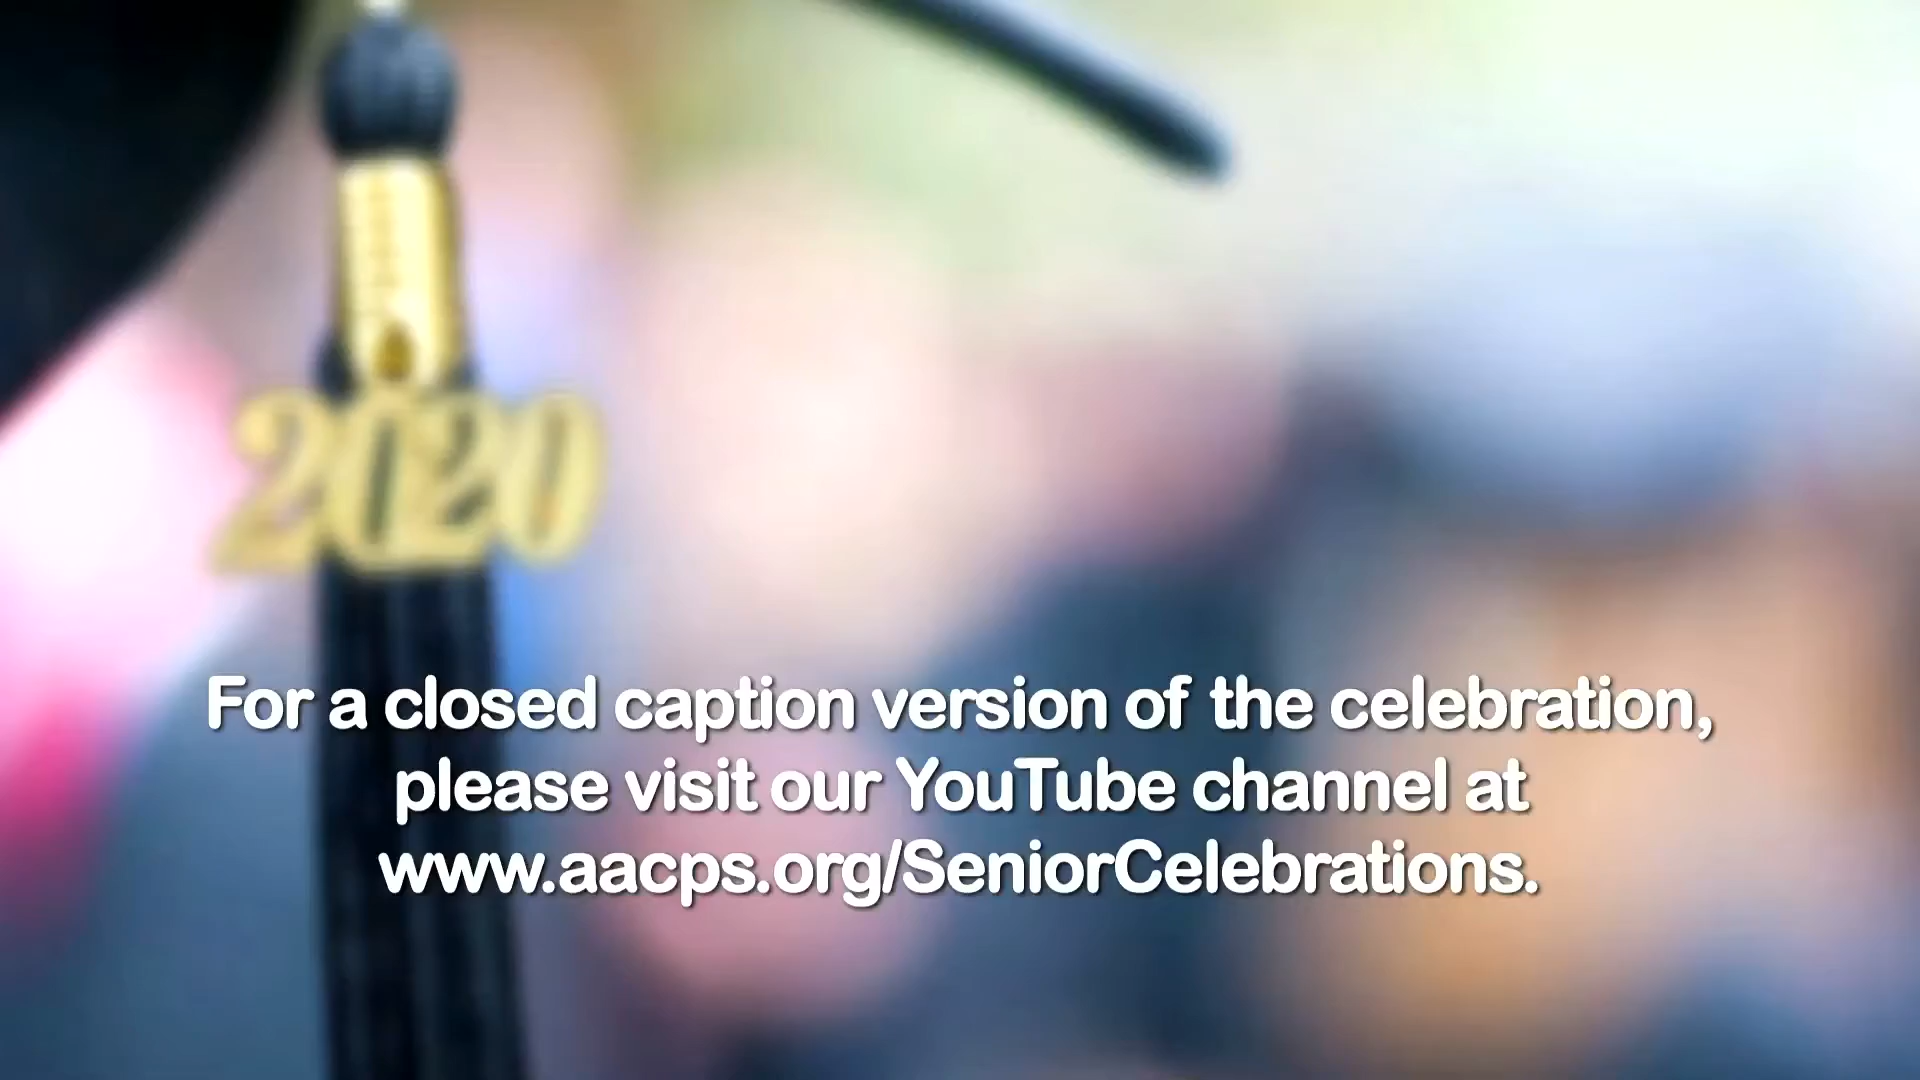 2020
For a closed caption version of the celebration,
please visit our YouTube channel at
www.aacps.org/SeniorCelebrations.